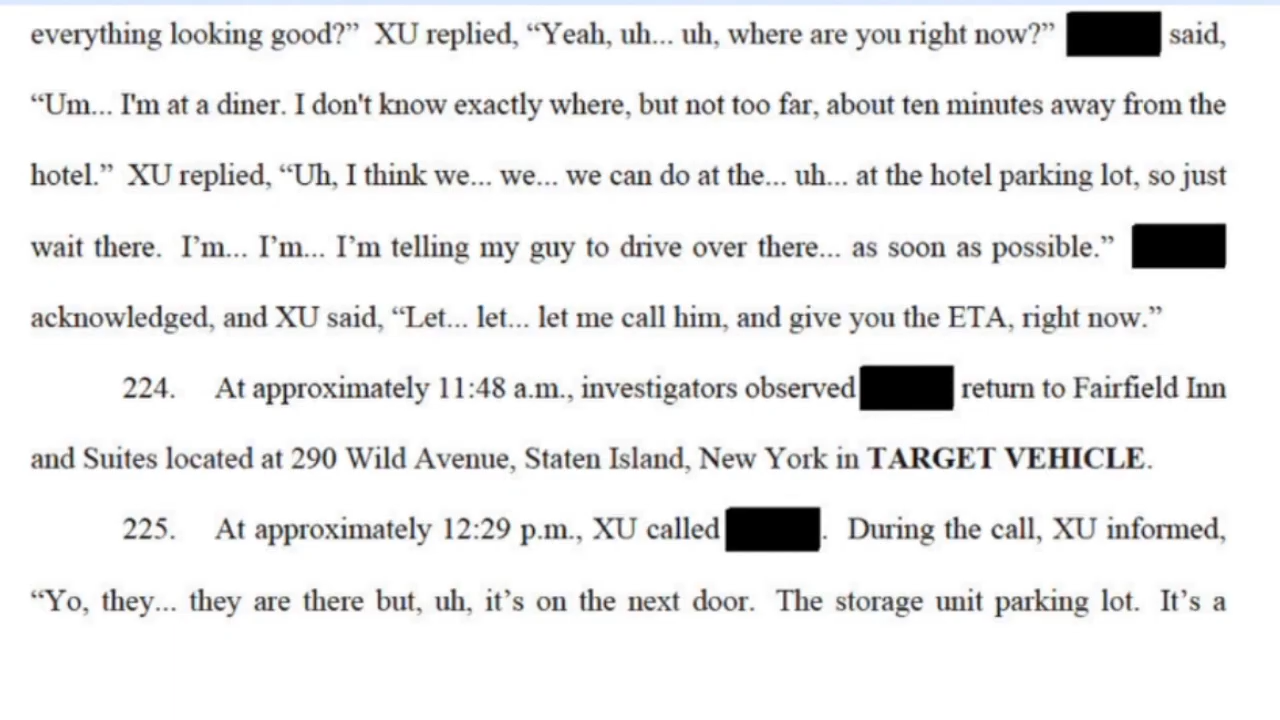 everything looking good?” XU replied, “Yeah, uh... uh, where are you right now?” said,
“Um... I'm at a diner. I don't know exactly where, but not too far, about ten minutes away from the
hotel.” XU replied, “Uh, I think we... we... we can do at the... uh... at the hotel parking lot, so just
wait there. I’m... I’m... I’m telling my guy to drive over there... as soon as possible.”
acknowledged, and XU said, “Let... let... let me call him, and give you the ETA, right now.”
224. At approximately 11:48 a.m., investigators observed return to Fairfield Inn
and Suites located at 290 Wild Avenue, Staten Island, New York in TARGET VEHICLE.
225. At approximately 12:29 p.m., XU called . During the call, XU informed,
“Yo, they... they are there but, uh, it’s on the next door. The storage unit parking lot. It’s a